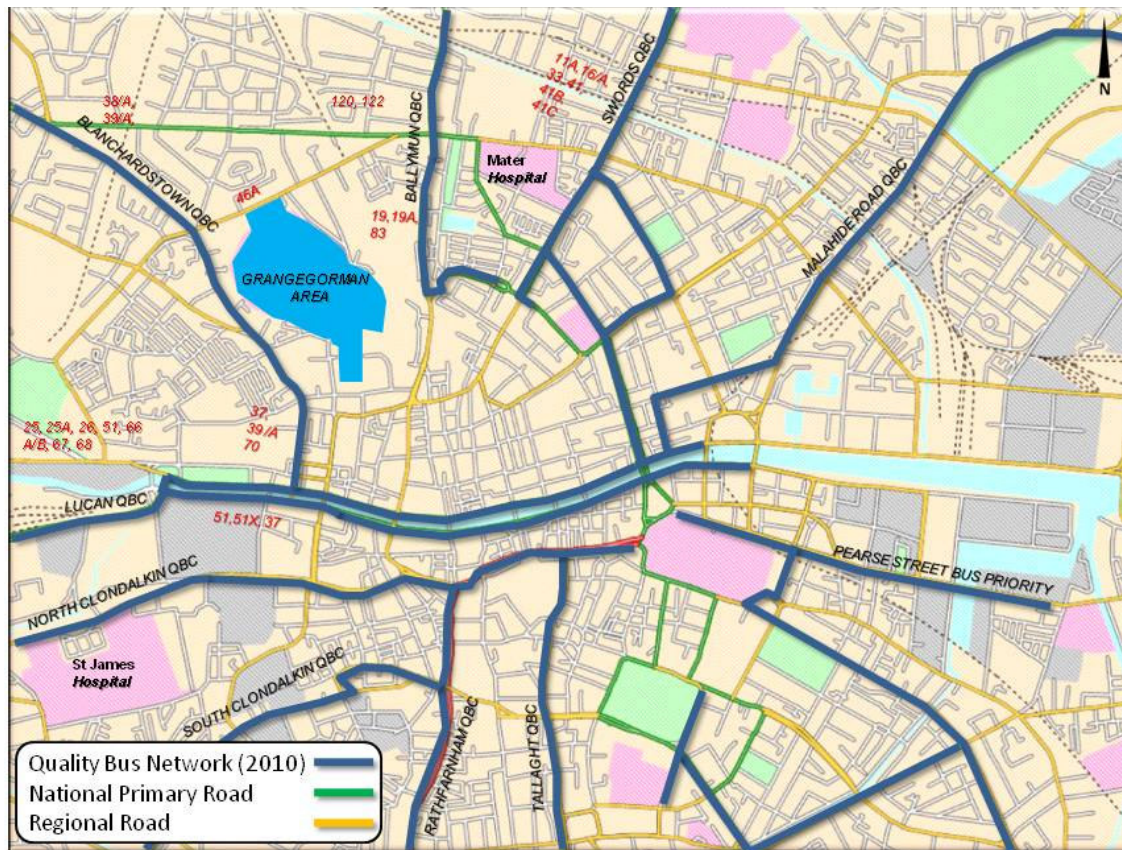 11A,16/A,
33,41,
41B,
41C
SWORDS QBC
N
38/A,
39/A,
120, 122
BALLYMUN QBC
BLANCHARDSTOWN QBC
Mater
Hospital
46A
MALAHIDE ROAD QBC
19,19A,
83
GRANGEGORMAN
AREA
37,
39/A
70
25, 25A, 26, 51, 66
A/B, 67, 68
LUCAN QBC
51,51X, 37
PEARSE STREET BUS PRIORITY
NORTH CLONDALKIN QBC
St James
Hospital
SOUTH CLONDALKIN QBC
RATHFARNHAM QBC
TALLAGHT QBC
Quality Bus Network (2010)
National Primary Road
Regional Road